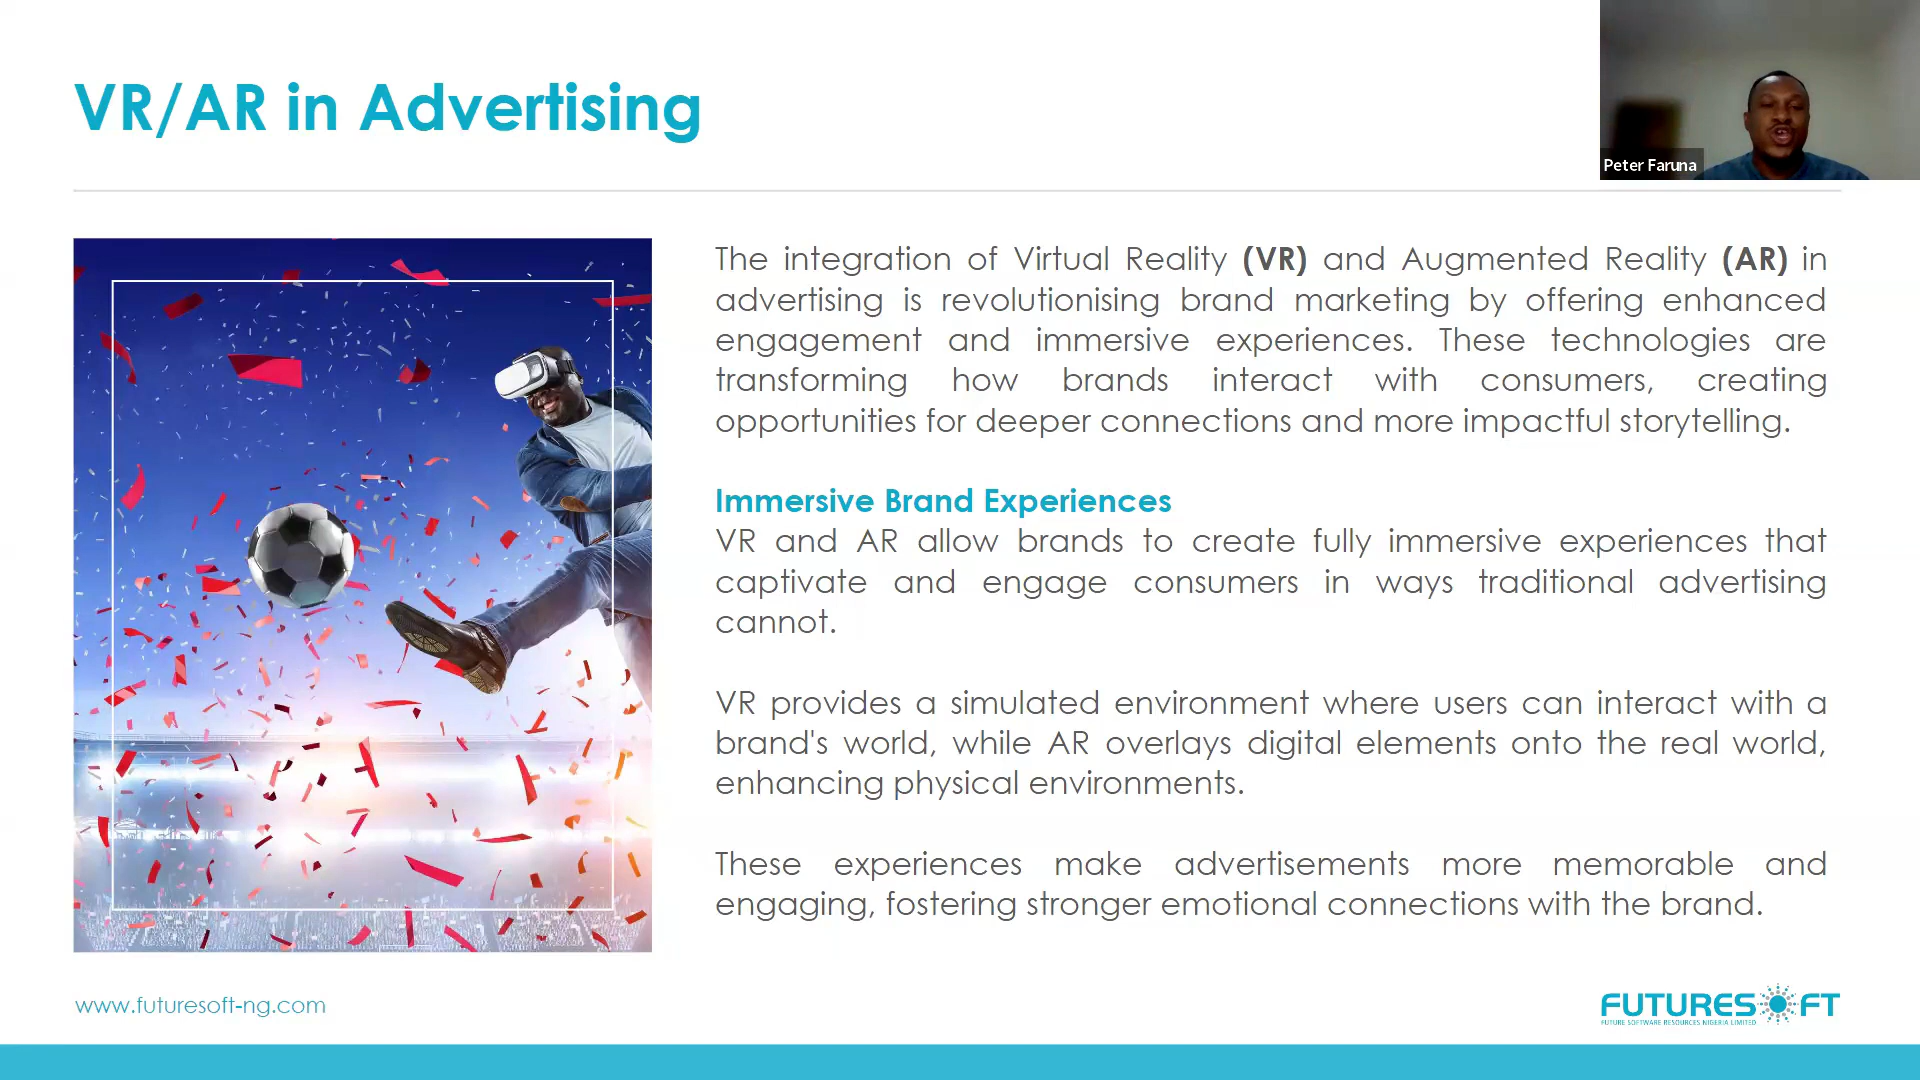 VR/AR in Advertising
Peter Faruna
The integration of Virtual Reality (VR) and Augmented Reality (AR) in
advertising is revolutionising brand marketing by offering enhanced
engagement and immersive experiences. These technologies are
transforming how brands interact with consumers, creating
opportunities for deeper connections and more impactful storytelling.
Immersive Brand Experiences
VR and AR allow brands to create fully immersive experiences that
captivate and engage consumers in ways traditional advertising
cannot.
VR provides a simulated environment where users can interact with a
brand's world, while AR overlays digital elements onto the real world,
enhancing physical environments.
These experiences make advertisements more memorable and
engaging, fostering stronger emotional connections with the brand.
www.futuresoft-ng.com
FUTURESOFT
FUTURE SOFTWARE RESOURCES NIGERIA LIMITED